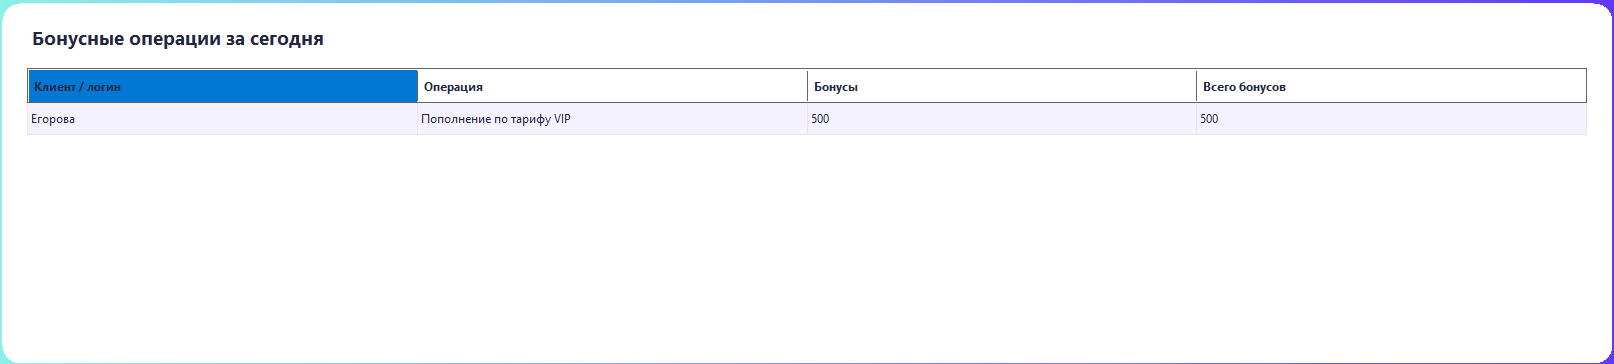 Бонусные операции за сегодня
Клиент / логин Операция Бонусы Всего бонусов
Егорова Пополнение по тарифу VIP 500 500